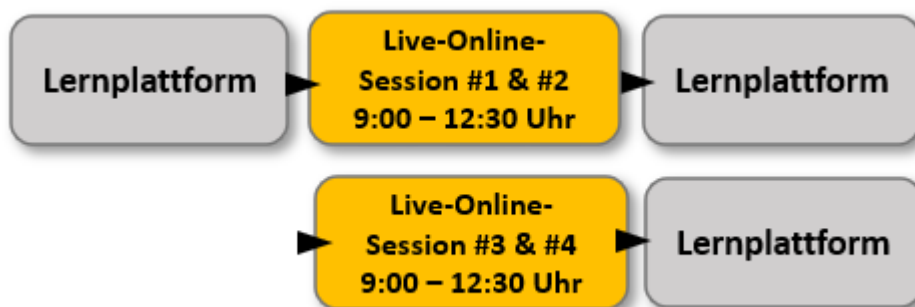 Lernplattform
Live-Online-
Session #1 & #2
9:00 – 12:30 Uhr
Lernplattform
Live-Online-
Session #3 & #4
9:00 – 12:30 Uhr
Lernplattform